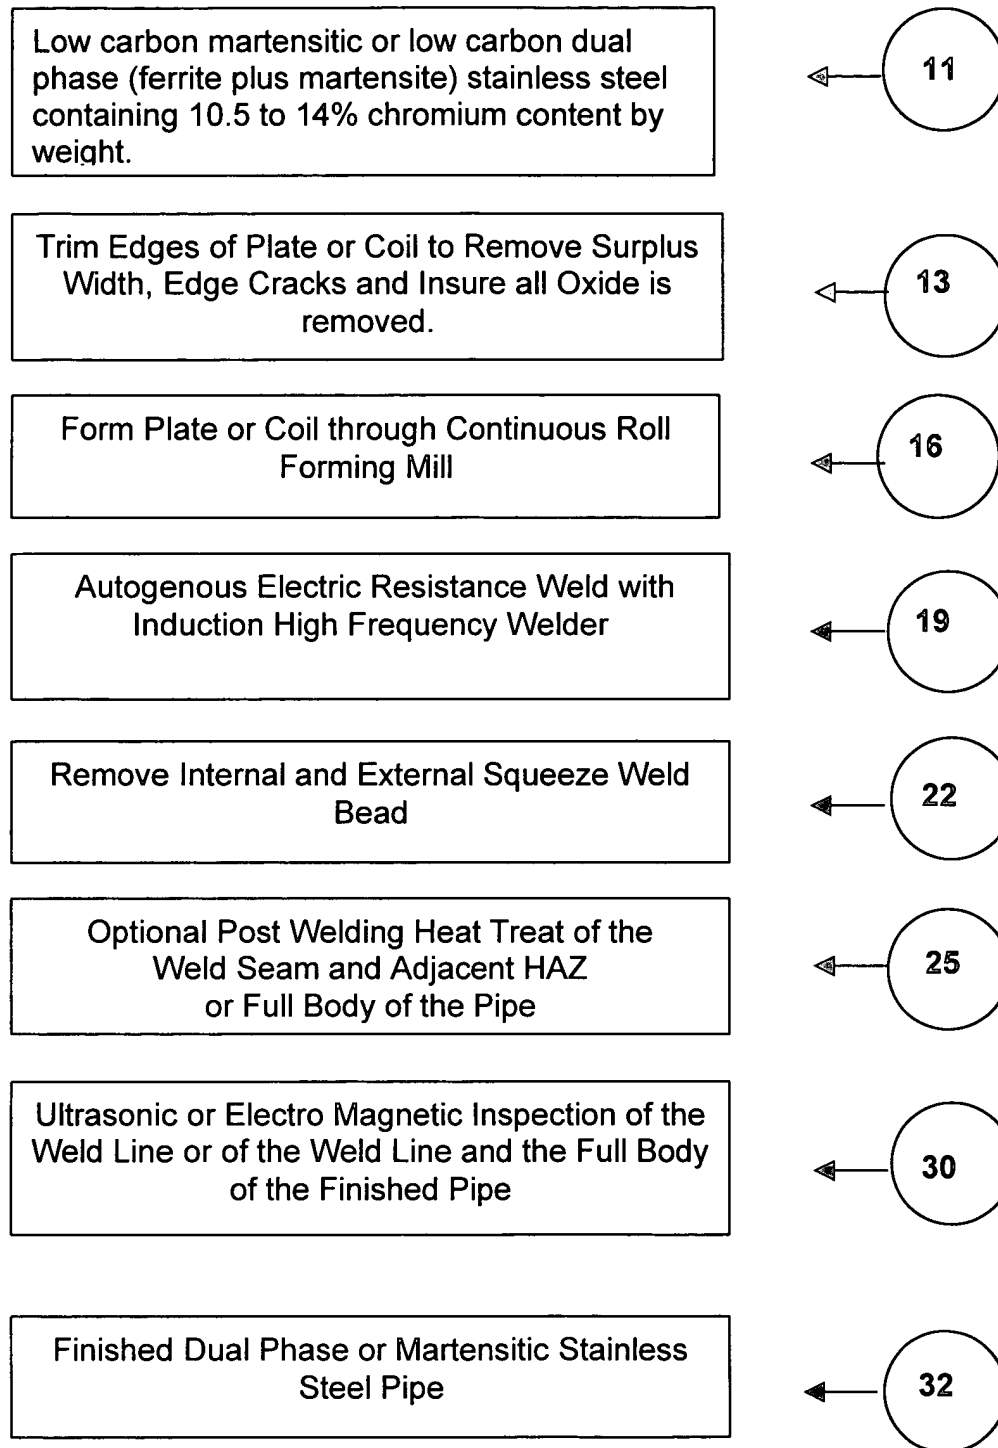 Low carbon martensitic or low carbon dual
phase (ferrite plus martensite) stainless steel
containing 10.5 to 14% chromium content by
weight.
11
Trim Edges of Plate or Coil to Remove Surplus
Width, Edge Cracks and Insure all Oxide is
removed.
13
Form Plate or Coil through Continuous Roll
Forming Mill
16
Autogenous Electric Resistance Weld with
Induction High Frequency Welder
19
Remove Internal and External Squeeze Weld
Bead
22
Optional Post Welding Heat Treat of the
Weld Seam and Adjacent HAZ
or Full Body of the Pipe
25
Ultrasonic or Electro Magnetic Inspection of the
Weld Line or of the Weld Line and the Full Body
of the Finished Pipe
30
Finished Dual Phase or Martensitic Stainless
Steel Pipe
32